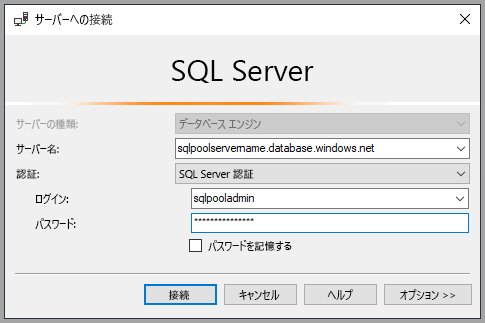 サーバーへの接続
SQL Server
サーバーの種類: データベース エンジン
サーバー名: sqlpoolservername.database.windows.net
認証: SQL Server 認証
ログイン: sqlpooladmin
パスワード: ***************
パスワードを記憶する
接続 キャンセル ヘルプ オプション >>